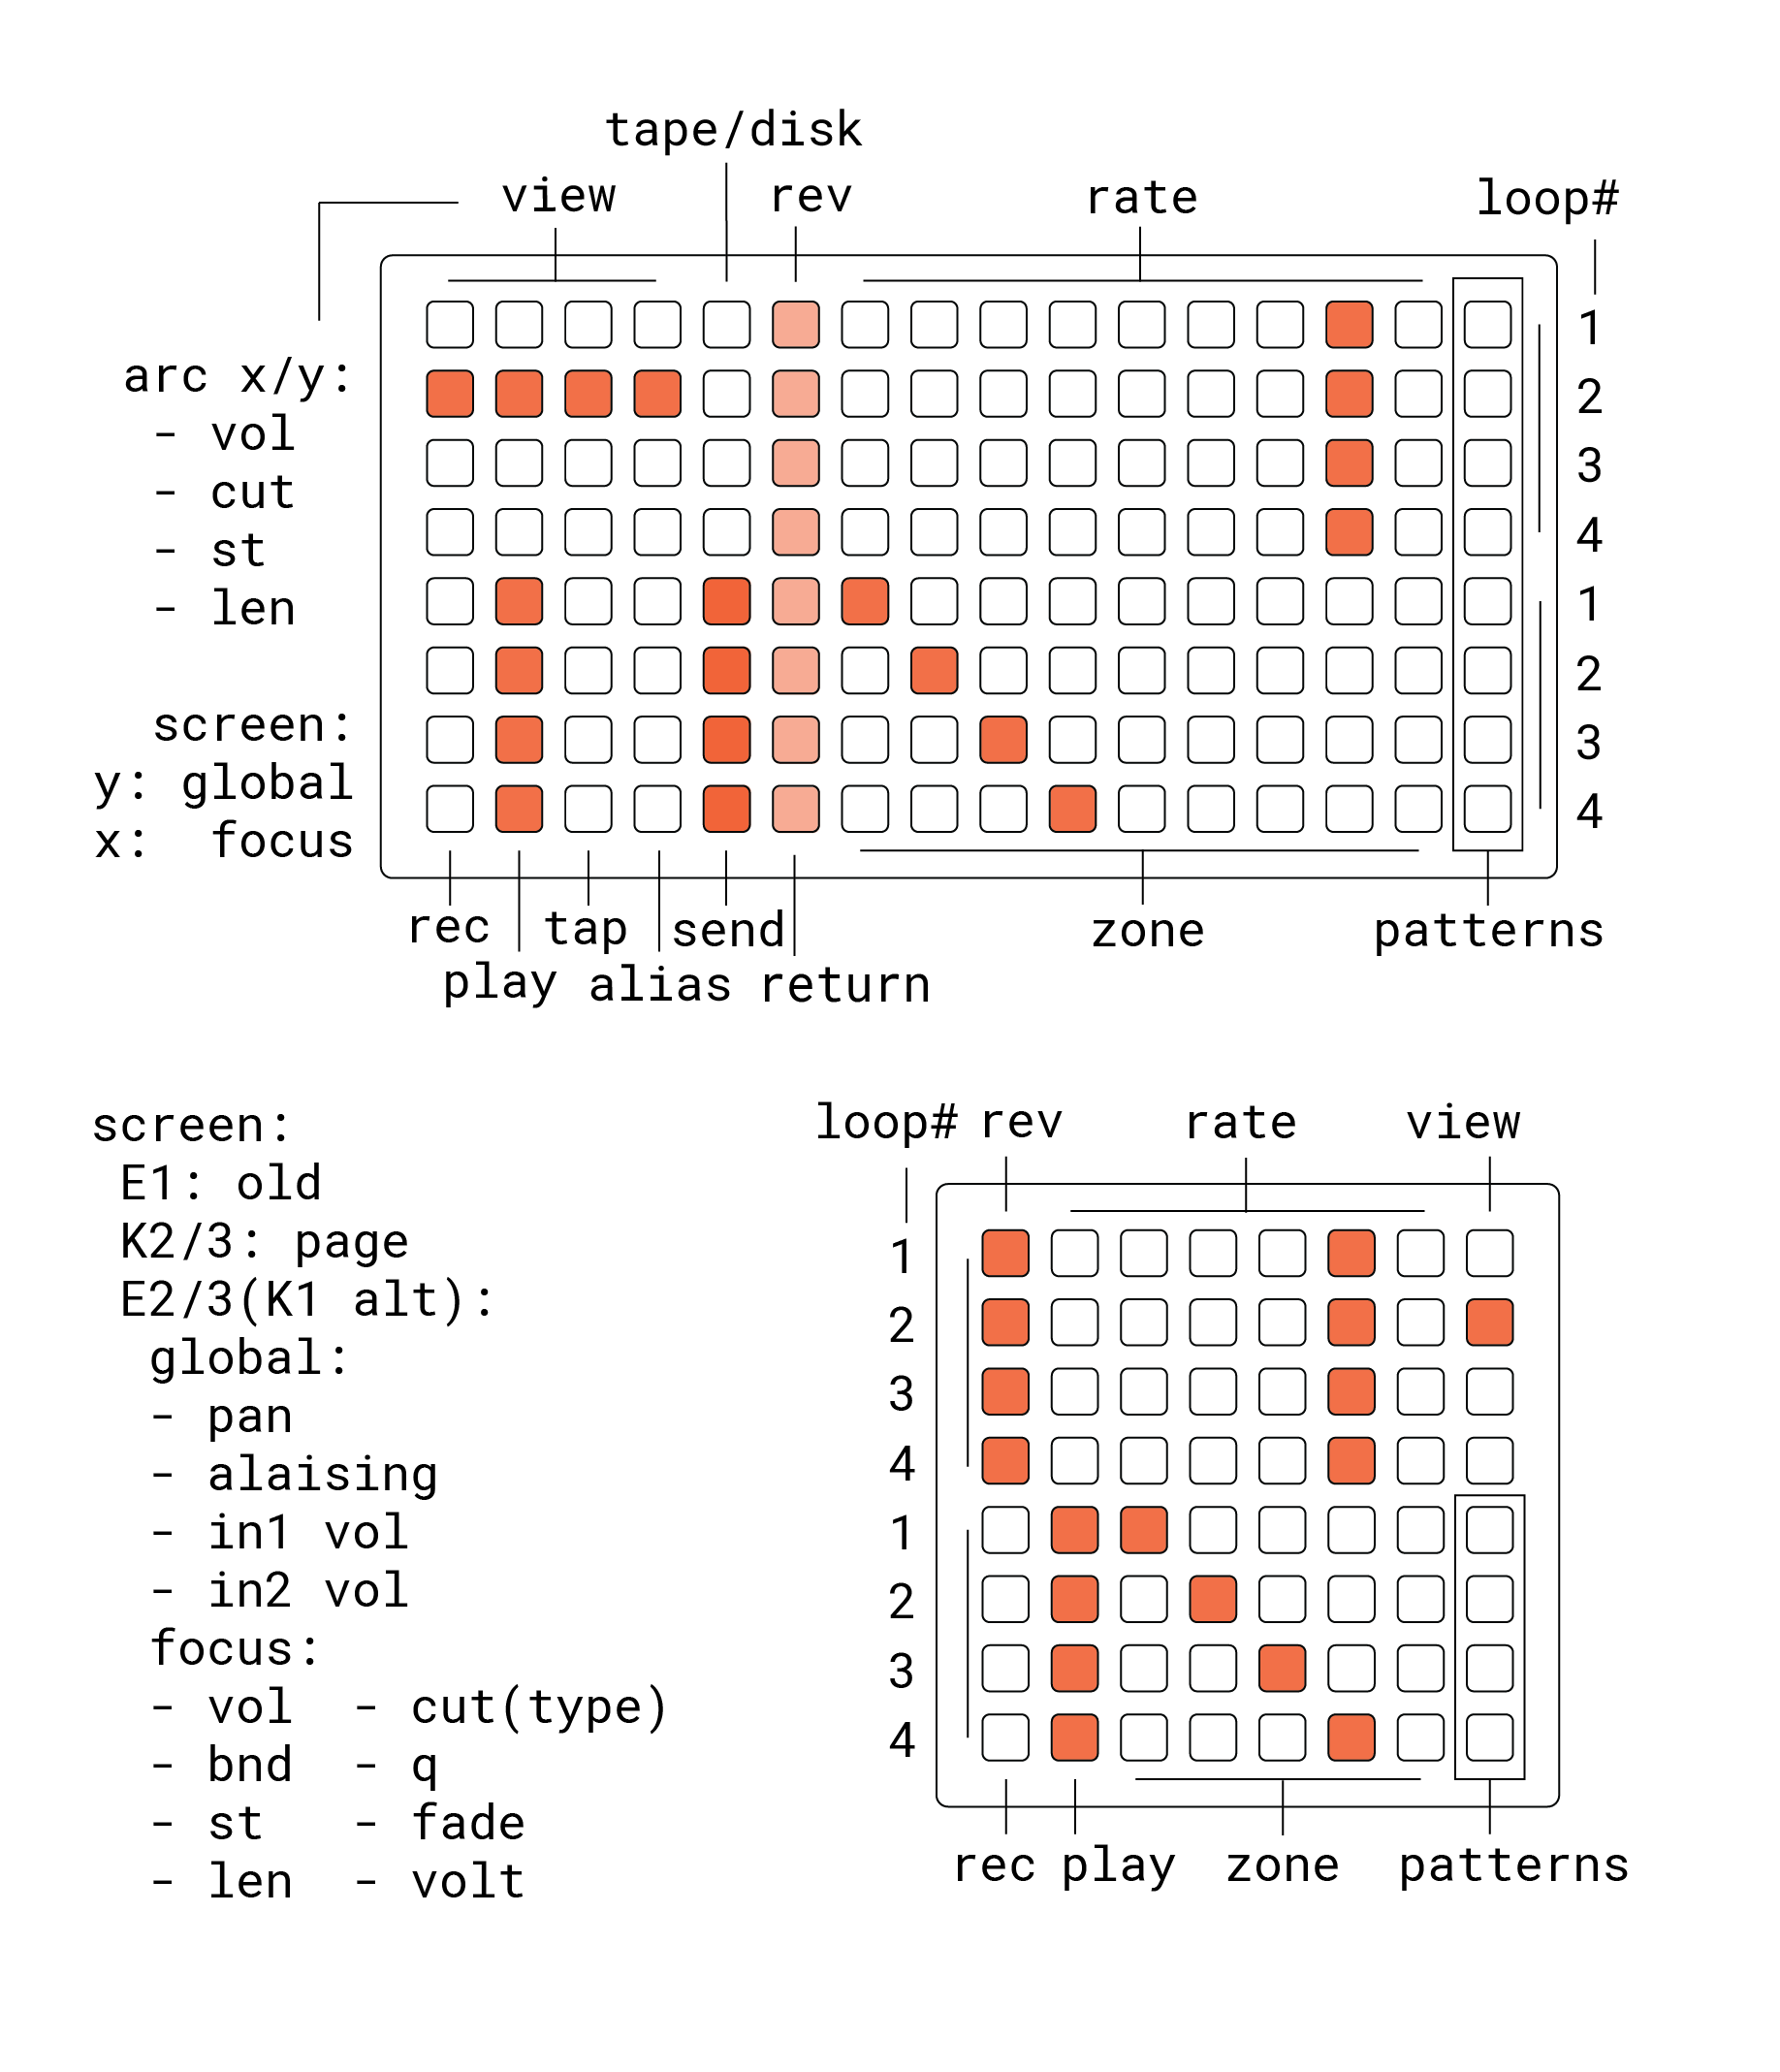 tape/disk
view rev rate loop#
1
arc x/y: 2
- vol
- cut 3
- st 4
- len 1
2
screen: 3
y: global 4
x: focus
rec tap send zone patterns
play alias return
screen:
E1: old
K2/3: page
E2/3(K1 alt):
global:
- pan
- alaising
- in1 vol
- in2 vol
focus:
- vol - cut(type)
- bnd - q
- st - fade
- len - volt
loop# rev rate view
1
2
3
4
1
2
3
4
rec play zone patterns